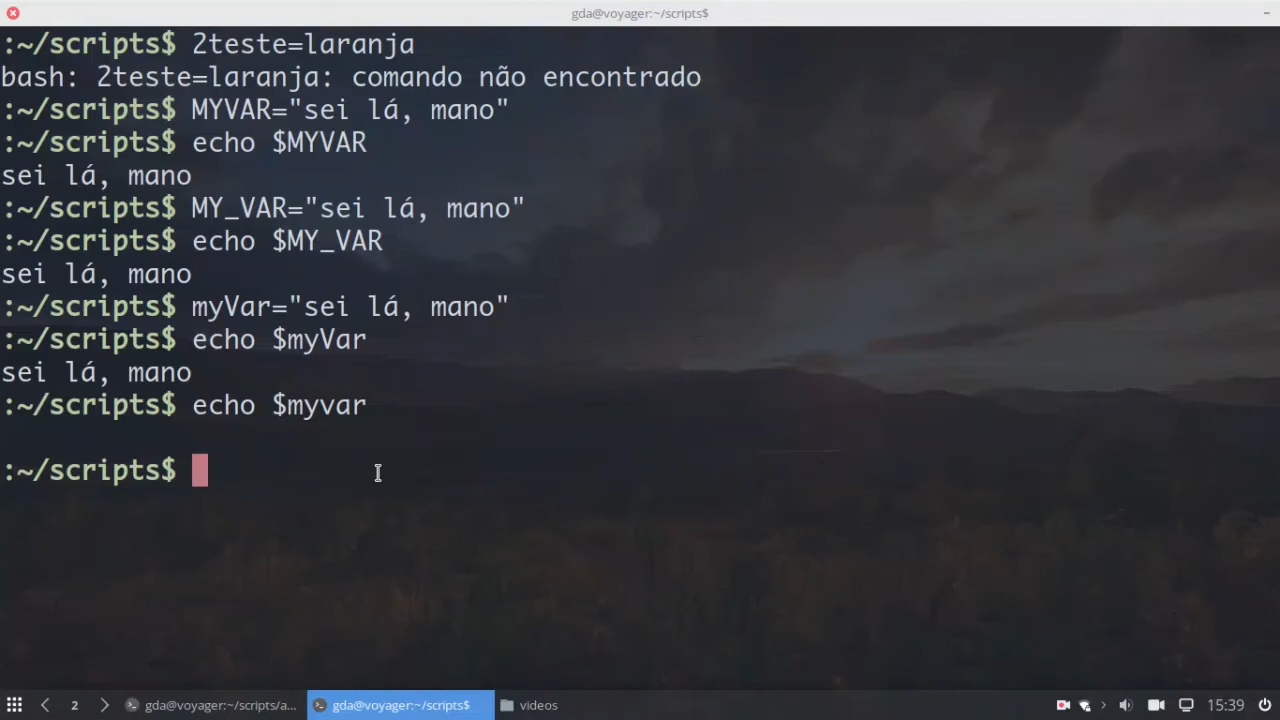 gda@voyager:~/scripts$
:~/scripts$ 2teste=laranja
bash: 2teste=laranja: comando não encontrado
:~/scripts$ MYVAR="sei lá, mano"
:~/scripts$ echo $MYVAR
sei lá, mano
:~/scripts$ MY_VAR="sei lá, mano"
:~/scripts$ echo $MY_VAR
sei lá, mano
:~/scripts$ myVar="sei lá, mano"
:~/scripts$ echo $myVar
sei lá, mano
:~/scripts$ echo $myvar
:~/scripts$
2 gda@voyager:~/scripts/a... gda@voyager:~/scripts$ videos 15:39